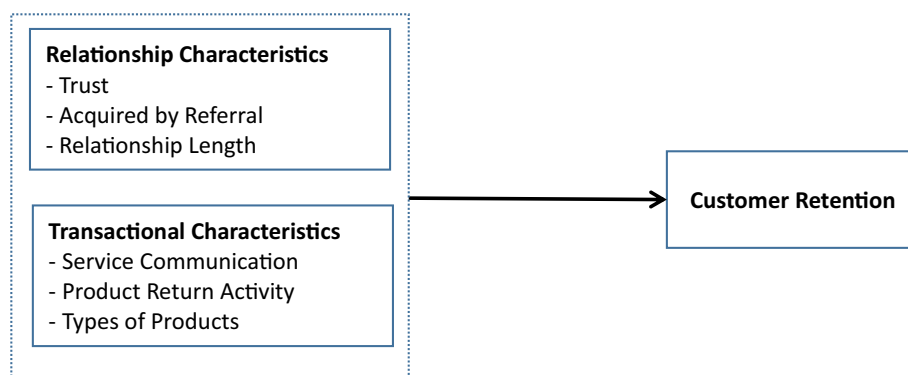 Relationship Characteristics
- Trust
- Acquired by Referral
- Relationship Length
Customer Retention
Transactional Characteristics
- Service Communication
- Product Return Activity
- Types of Products